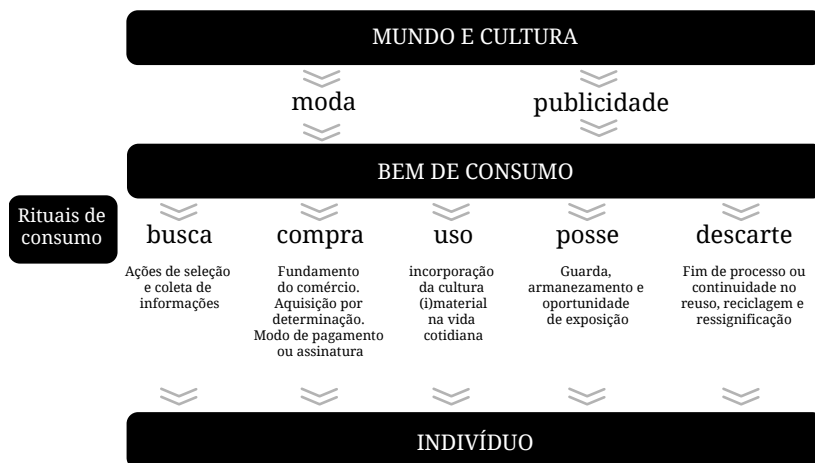 MUNDO E CULTURA
moda
publicidade
BEM DE CONSUMO
Rituais de
consumo
busca
Ações de seleção
e coleta de
informações
compra
Fundamento
do comércio.
Aquisição por
determinação.
Modo de pagamento
ou assinatura
uso
incorporação
da cultura
(i)material
na vida
cotidiana
posse
Guarda,
armanezamento e
oportunidade
de exposição
descarte
Fim de processo ou
continuidade no
reuso, reciclagem e
ressignificação
INDIVÍDUO